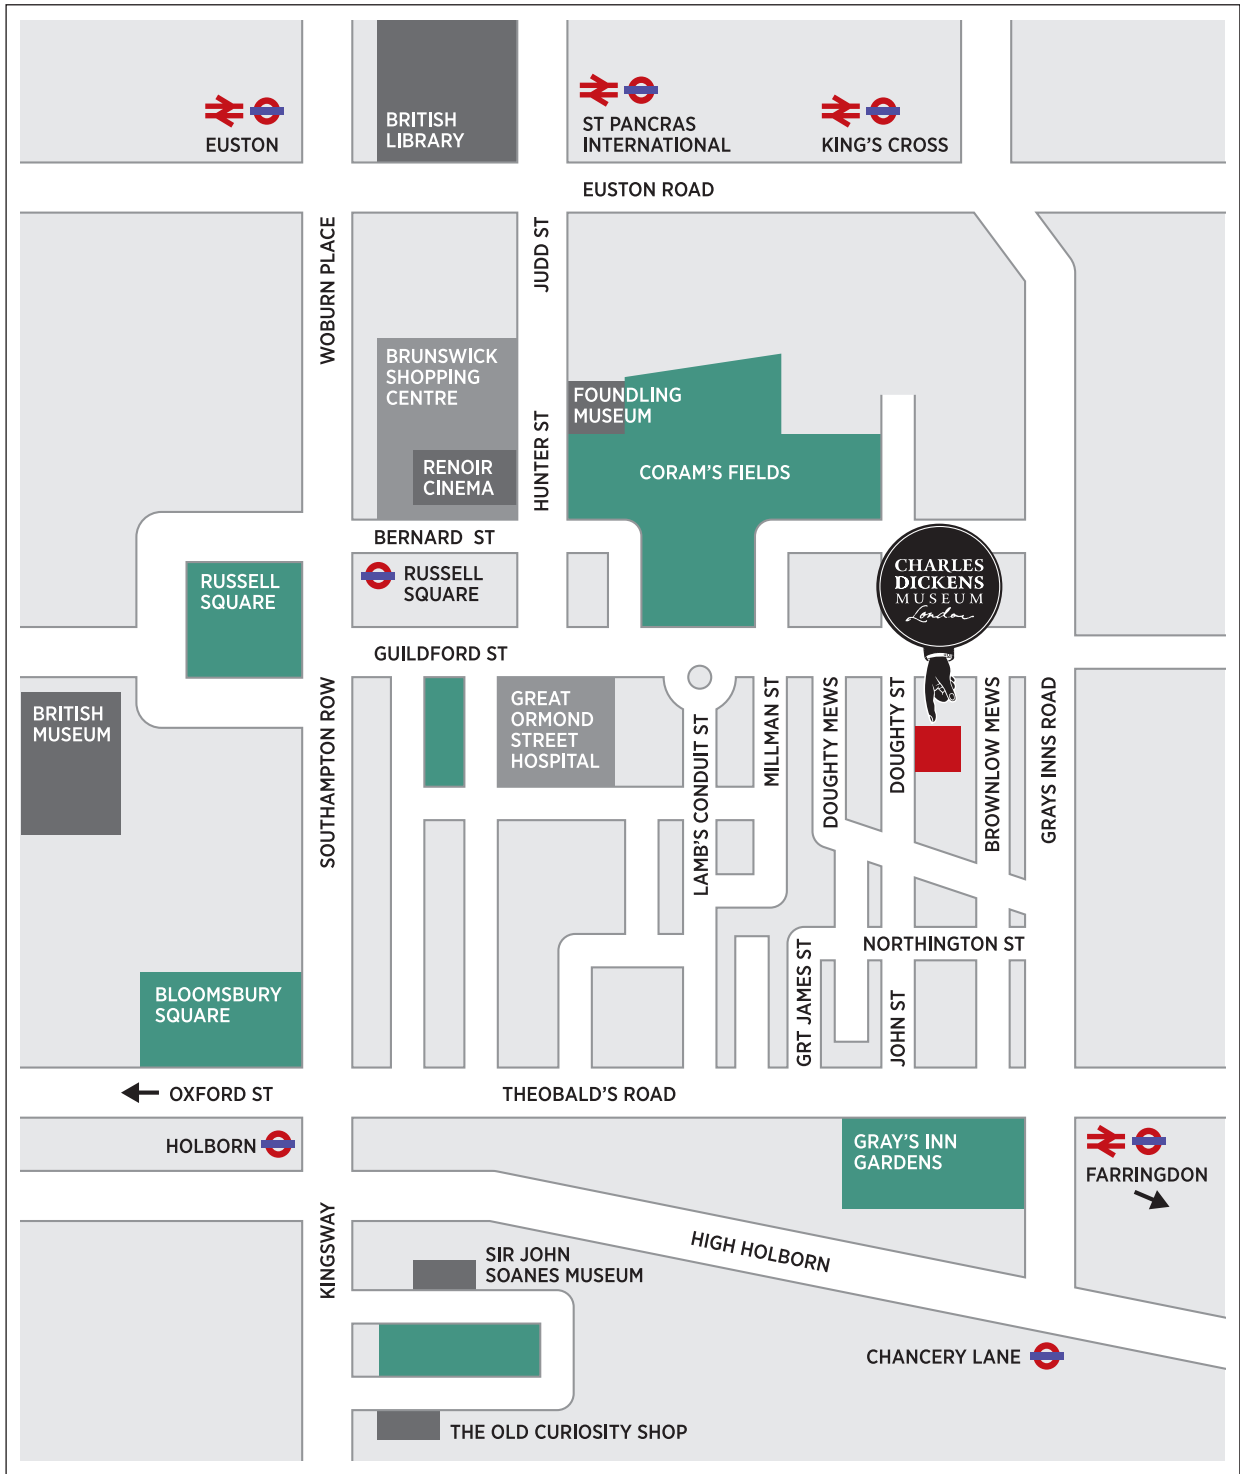 EUSTON
BRITISH
LIBRARY
ST PANCRAS
INTERNATIONAL
KING'S CROSS
EUSTON ROAD
WOBURN PLACE
JUDD ST
BRUNSWICK
SHOPPING
CENTRE
RENOIR
CINEMA
HUNTER ST
FOUNDLING
MUSEUM
CORAM'S FIELDS
BERNARD ST
RUSSELL
SQUARE
RUSSELL
SQUARE
CHARLES
DICKENS
MUSEUM
London
GUILDFORD ST
BRITISH
MUSEUM
SOUTHAMPTON ROW
GREAT
ORMOND
STREET
HOSPITAL
LAMB'S CONDUIT ST
MILLMAN ST
DOUGHTY MEWS
DOUGHTY ST
BROWNLOW MEWS
GRAYS INNS ROAD
NORTHINGTON ST
GRT JAMES ST
JOHN ST
BLOOMSBURY
SQUARE
OXFORD ST
THEOBALD'S ROAD
HOLBORN
GRAY'S INN
GARDENS
FARRINGDON
KINGSWAY
HIGH HOLBORN
SIR JOHN
SOANES MUSEUM
CHANCERY LANE
THE OLD CURIOSITY SHOP